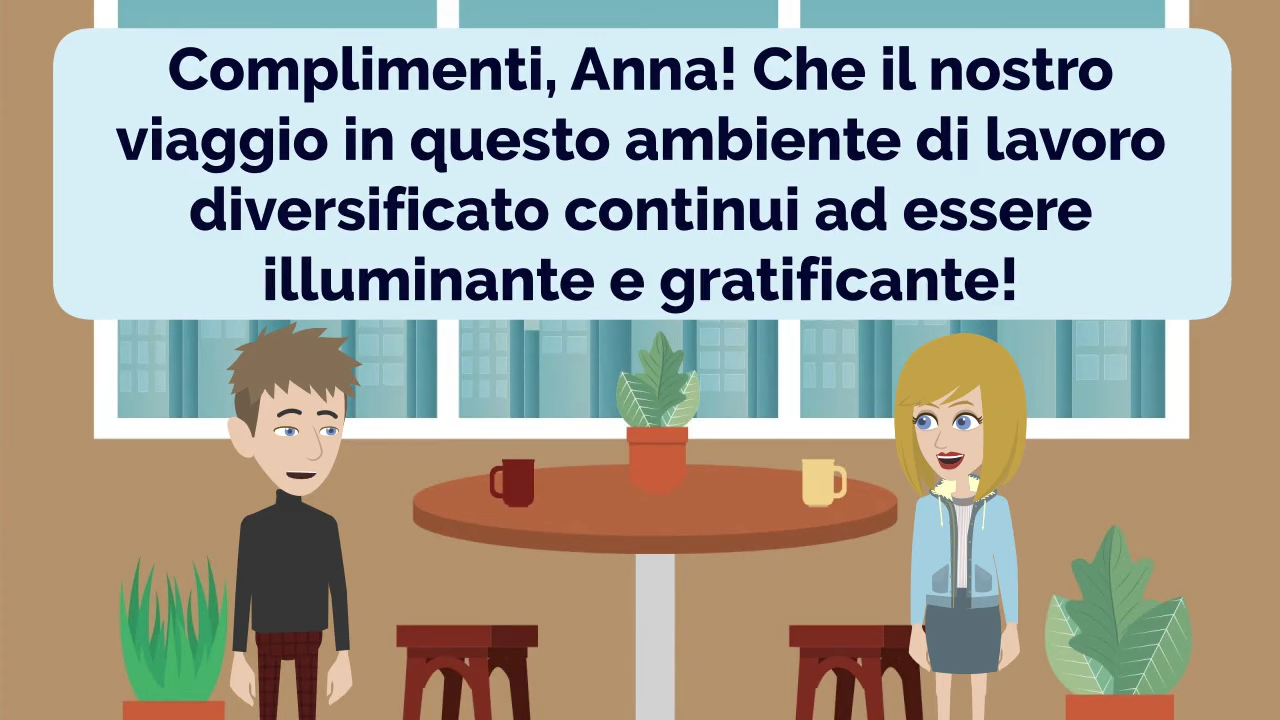 Complimenti, Anna! Che il nostro
viaggio in questo ambiente di lavoro
diversificato continui ad essere
illuminante e gratificante!